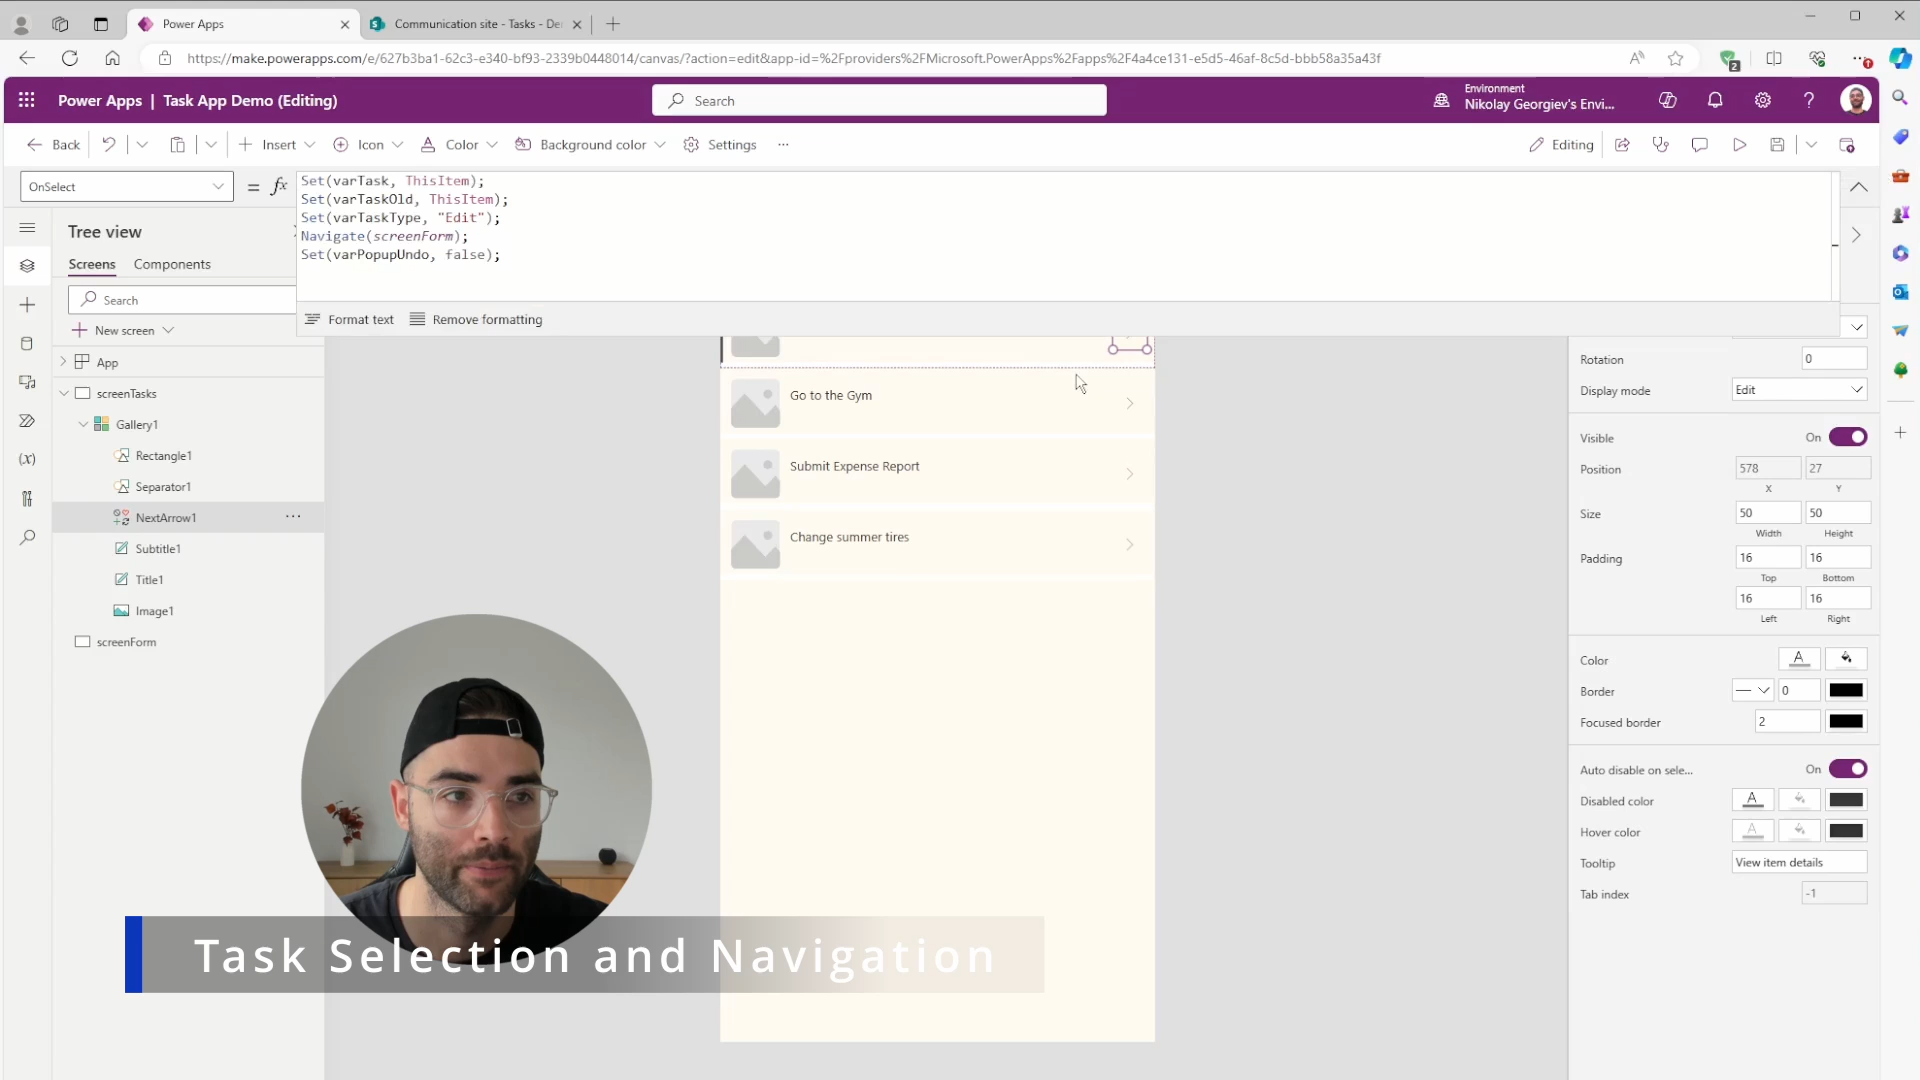 Power Apps
Communication site - Tasks - De
https://make.powerapps.com/e/627b3ba1-62c3-e340-bf93-2339b0448014/canvas/?action=edit&app-id=%2Fproviders%2FMicrosoft.PowerApps%2Fapps%2F4a4ce131-e5d5-46af-8c5d-bbb58a35a43f
2
Power Apps | Task App Demo (Editing)
Search
Environment
Nikolay Georgiev's Envi...
Back
Insert
Icon
Color
Background color
Settings
Editing
OnSelect
= fx
Set(varTask, ThisItem);
Set(varTaskOld, ThisItem);
Set(varTaskType, "Edit");
Navigate(screenForm);
Set(varPopupUndo, false);
Format text
Remove formatting
Tree view
Screens
Components
Search
New screen
App
screenTasks
Gallery1
Rectangle1
Separator1
NextArrow1
Subtitle1
Title1
Image1
screenForm
Go to the Gym
Submit Expense Report
Change summer tires
Rotation
0
Display mode
Edit
Visible
On
Position
578
27
X
Y
Size
50
50
Width
Height
Padding
16
16
Top
Bottom
16
16
Left
Right
Color
Border
0
Focused border
2
Auto disable on sele...
On
Disabled color
Hover color
Tooltip
View item details
Tab index
-1
Task Selection and Navigation